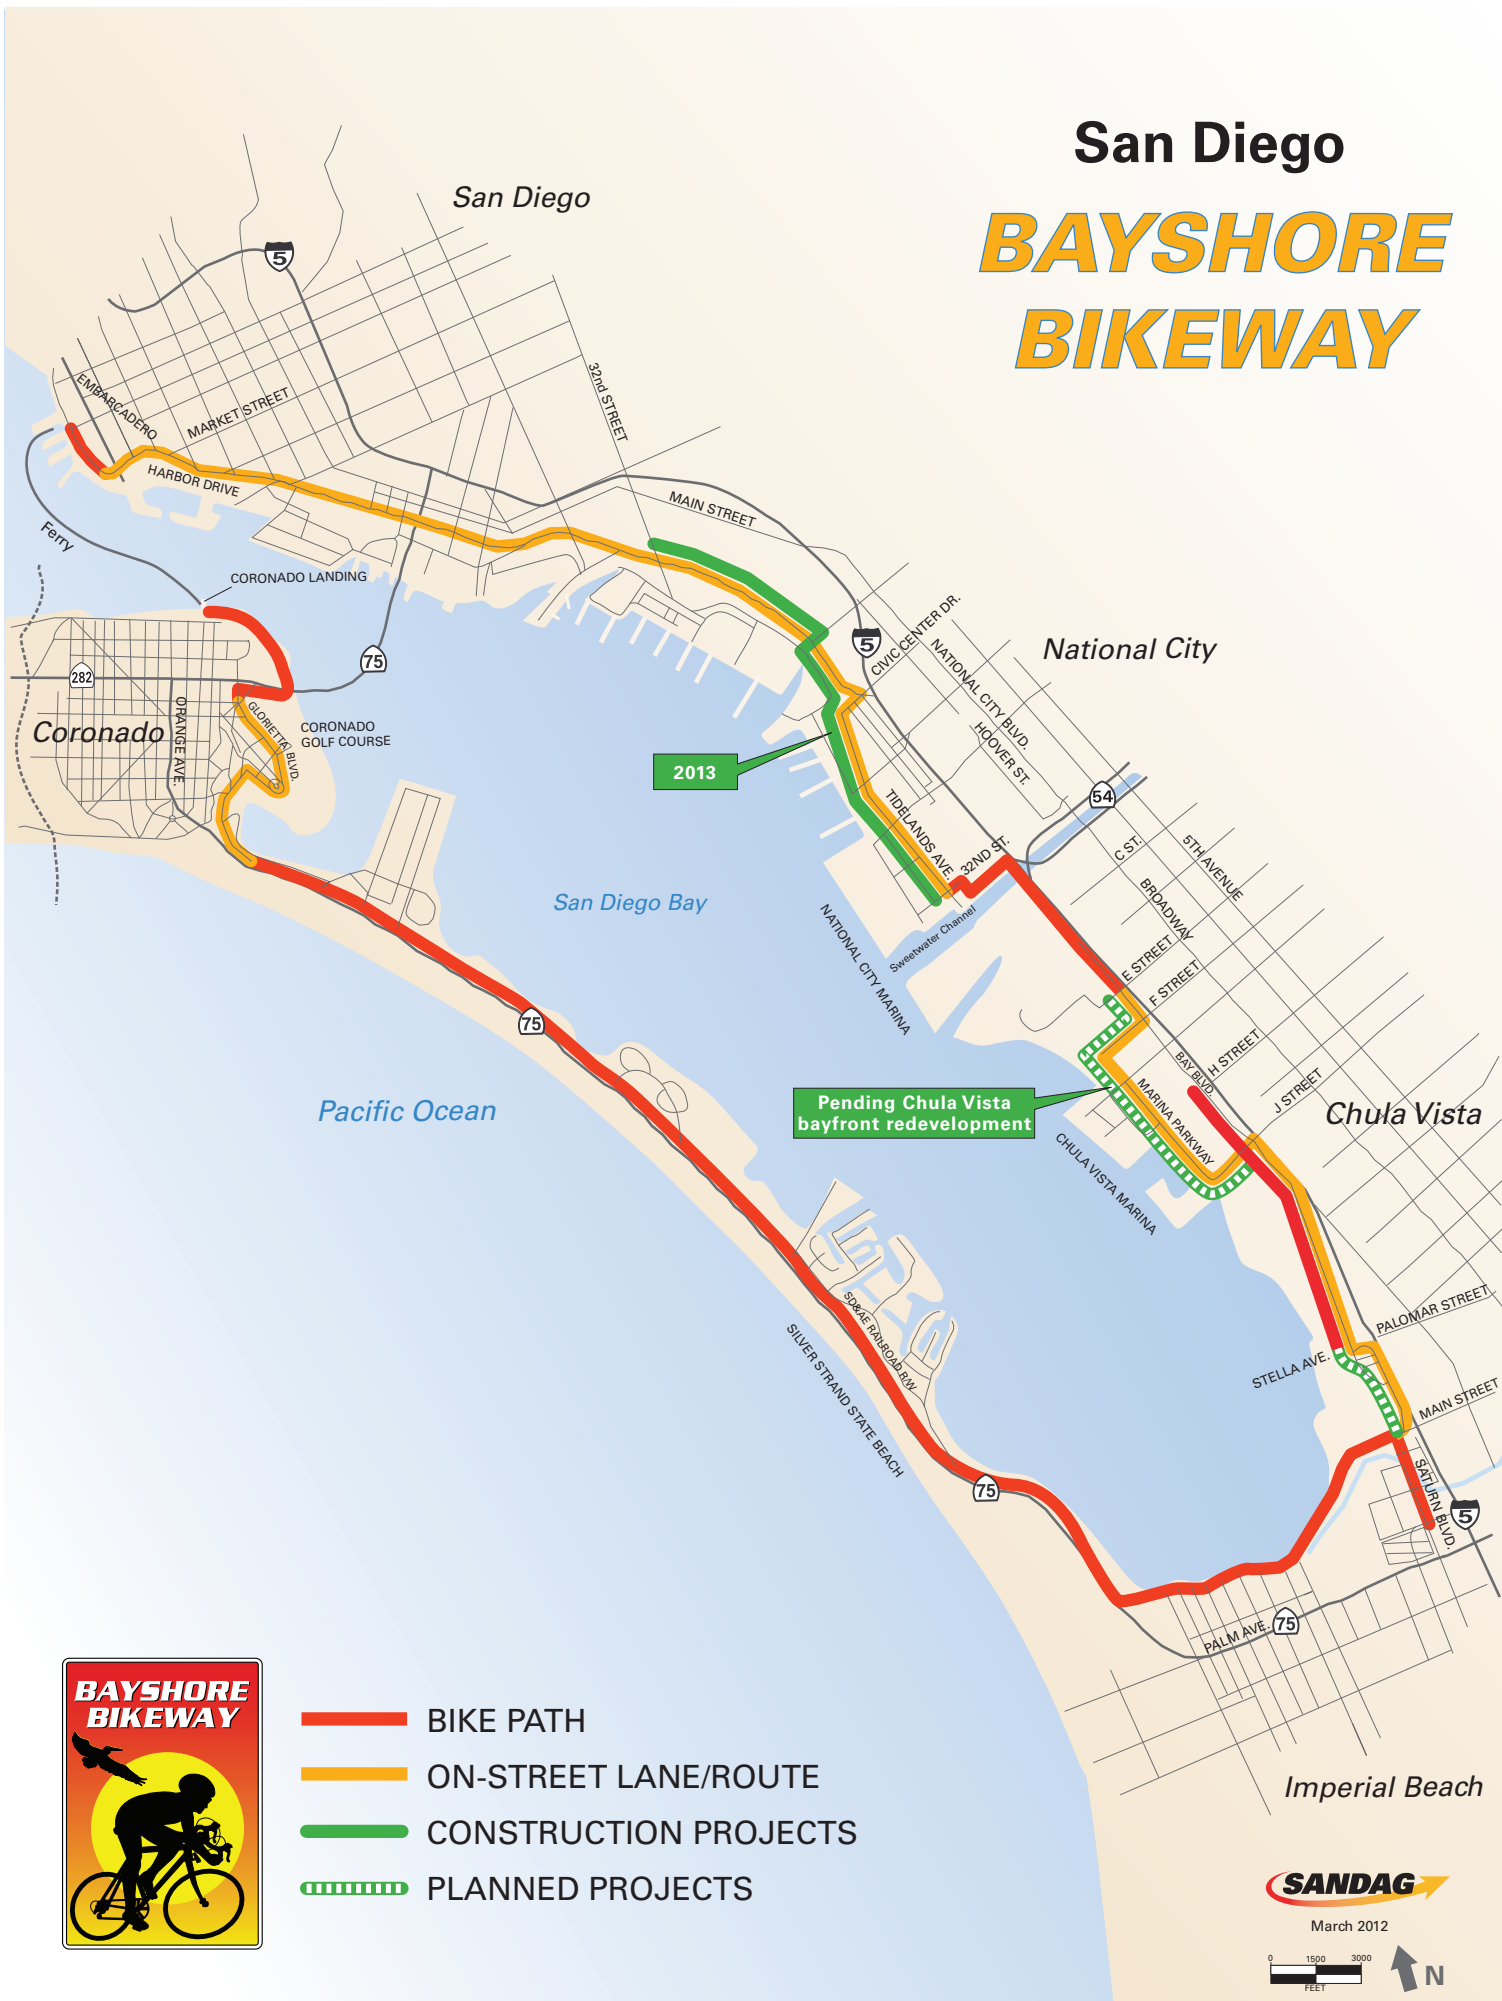 San Diego
BAYSHORE
BIKEWAY
San Diego
5
EMBARCADERO
MARKET STREET
HARBOR DRIVE
32nd STREET
MAIN STREET
Ferry
CORONADO LANDING
282
75
Coronado
ORANGE AVE.
GLORIETTA BLVD.
CORONADO
GOLF COURSE
5
CIVIC CENTER DR.
National City
NATIONAL CITY BLVD.
HOOVER ST.
2013
54
TIDELANDS AVE.
32ND ST.
C ST.
5TH AVENUE
BROADWAY
San Diego Bay
NATIONAL CITY MARINA
Sweetwater Channel
E STREET
F STREET
75
Pacific Ocean
Pending Chula Vista
bayfront redevelopment
BAY BLVD.
H STREET
J STREET
MARINA PARKWAY
Chula Vista
CHULA VISTA MARINA
SD&AE RAILROAD R/W
SILVER STRAND STATE BEACH
PALOMAR STREET
STELLA AVE.
MAIN STREET
SATURN BLVD.
75
5
PALM AVE.
75
Imperial Beach
BAYSHORE
BIKEWAY
BIKE PATH
ON-STREET LANE/ROUTE
CONSTRUCTION PROJECTS
PLANNED PROJECTS
SANDAG
March 2012
0 1500 3000
FEET
N